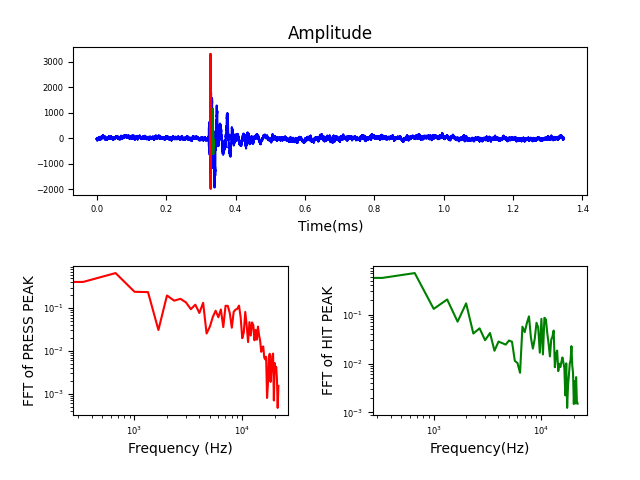 Amplitude
3000
2000
1000
0
−1000
−2000
0.0 0.2 0.4 0.6 0.8 1.0 1.2 1.4
Time(ms)
FFT of PRESS PEAK
10⁻¹
10⁻²
10⁻³
10³ 10⁴
Frequency (Hz)
FFT of HIT PEAK
10⁻¹
10⁻²
10⁻³
10³ 10⁴
Frequency(Hz)